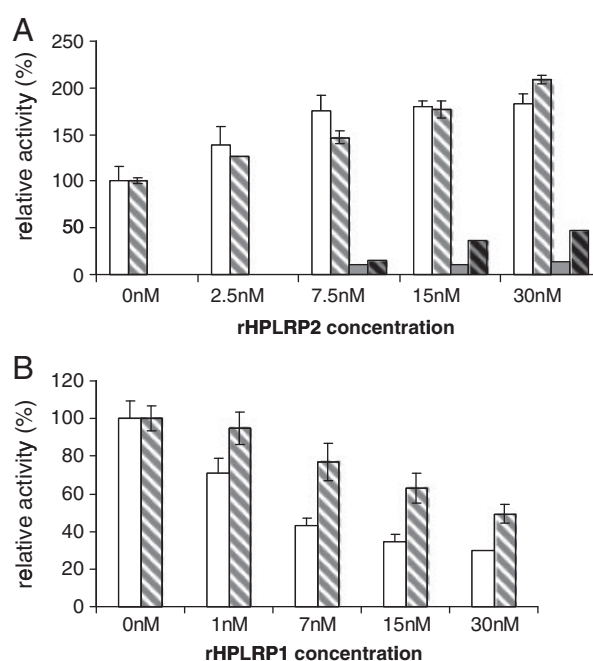 A
relative activity (%)
250
200
150
100
50
0
0nM 2.5nM 7.5nM 15nM 30nM
rHPLRP2 concentration
B
relative activity (%)
120
100
80
60
40
20
0
0nM 1nM 7nM 15nM 30nM
rHPLRP1 concentration